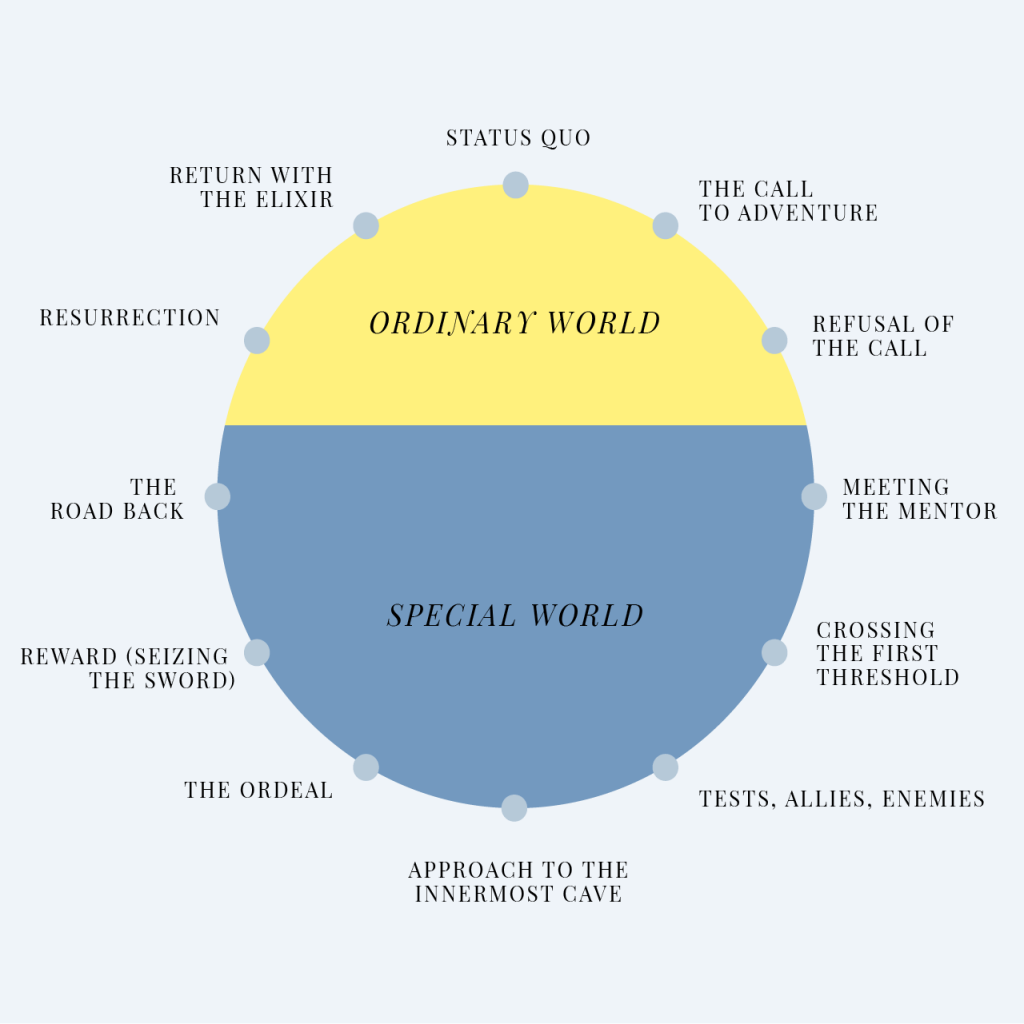 STATUS QUO
THE CALL
TO ADVENTURE
REFUSAL OF
THE CALL
MEETING
THE MENTOR
CROSSING
THE FIRST
THRESHOLD
TESTS, ALLIES, ENEMIES
APPROACH TO THE
INNERMOST CAVE
THE ORDEAL
REWARD (SEIZING
THE SWORD)
THE
ROAD BACK
RESURRECTION
RETURN WITH
THE ELIXIR
ORDINARY WORLD
SPECIAL WORLD